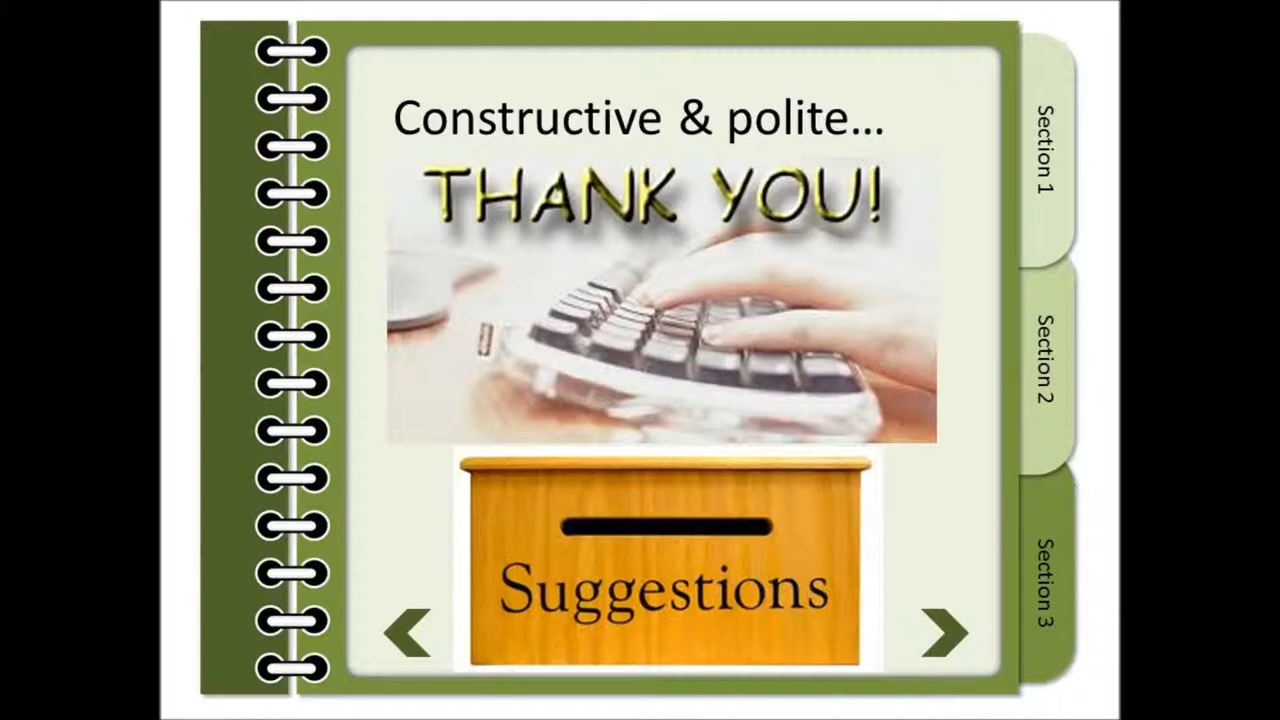 Constructive & polite...
THANK YOU!
Suggestions
Section 1
Section 2
Section 3